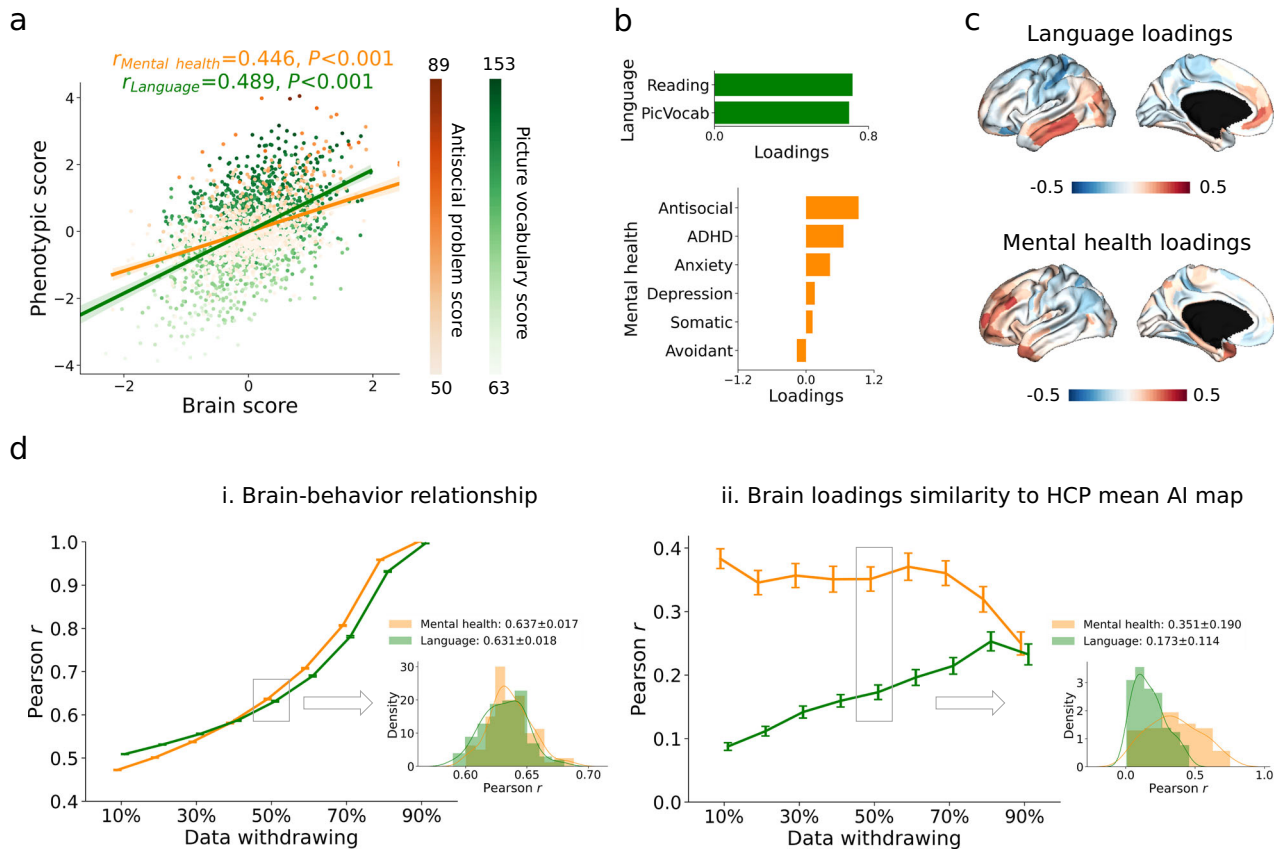 a
r Mental health=0.446, P<0.001
r Language=0.489, P<0.001
Phenotypic score
4
2
0
−2
−4
−2
0
2
Brain score
89
Antisocial problem score
50
153
Picture vocabulary score
63
b
Language
Reading
PicVocab
0.0
0.8
Loadings
Mental health
Antisocial
ADHD
Anxiety
Depression
Somatic
Avoidant
−1.2
0.0
1.2
Loadings
c
Language loadings
-0.5
0.5
Mental health loadings
-0.5
0.5
d
i. Brain-behavior relationship
Pearson r
1.0
0.9
0.8
0.7
0.6
0.5
0.4
10%
30%
50%
70%
90%
Data withdrawing
Mental health: 0.637±0.017
Language: 0.631±0.018
Density
30
20
10
0
0.60
0.65
0.70
Pearson r
ii. Brain loadings similarity to HCP mean AI map
Pearson r
0.4
0.3
0.2
0.1
0.0
10%
30%
50%
70%
90%
Data withdrawing
Mental health: 0.351±0.190
Language: 0.173±0.114
Density
3
2
1
0
0.0
0.5
1.0
Pearson r